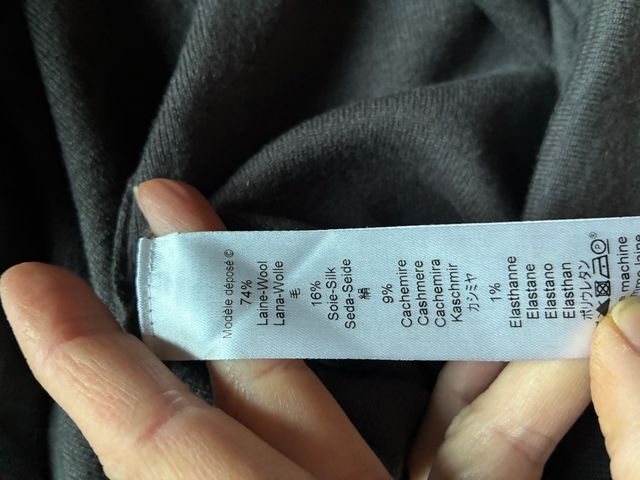 Modèle déposé ©
74%
Laine-Wool
Lana-Wolle
毛
16%
Soie-Silk
Seda-Seide
絹
9%
Cachemire
Cashmere
Cachemira
Kaschmir
カシミヤ
1%
Elasthanne
Elastane
Elastano
Elasthan
ポリウレタン
machine
laine